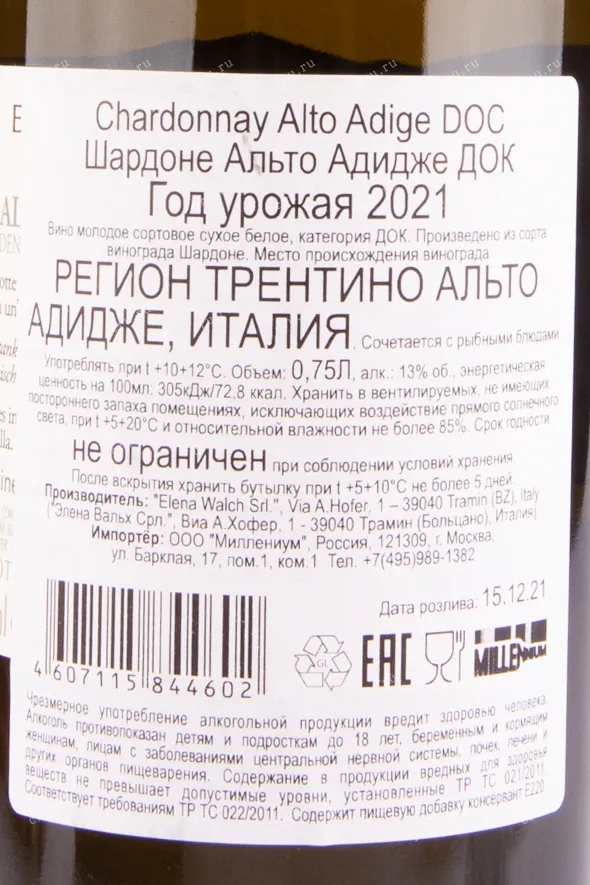 Chardonnay Alto Adige DOC
Шардоне Альто Адидже ДОК
Год урожая 2021
Вино молодое сортовое сухое белое, категория ДОК. Произведено из сорта
винограда Шардоне. Место происхождения винограда
РЕГИОН ТРЕНТИНО АЛЬТО
АДИДЖЕ, ИТАЛИЯ. Сочетается с рыбными блюдами.
Употреблять при t +10+12°C. Объем: 0,75Л, алк.: 13% об., энергетическая
ценность на 100мл: 305кДж/72,8 ккал. Хранить в вентилируемых, не имеющих
постороннего запаха помещениях, исключающих воздействие прямого солнечного
света, при t +5+20°C и относительной влажности не более 85%. Срок годности
не ограничен при соблюдении условий хранения.
После вскрытия хранить бутылку при t +5+10°C не более 5 дней.
Производитель: "Elena Walch Srl.", Via A.Hofer, 1 – 39040 Tramin (BZ), Italy
("Элена Вальх Срл.", Виа А.Хофер, 1 - 39040 Трамин (Больцано), Италия)
Импортёр: ООО "Миллениум", Россия, 121309, г. Москва,
ул. Барклая, 17, пом.1, ком.1 Тел. +7(495)989-1382
Дата розлива: 15.12.21
GL
EAC
MILLENNIUM
4 607115 844602
Чрезмерное употребление алкогольной продукции вредит здоровью человека.
Алкоголь противопоказан детям и подросткам до 18 лет, беременным и кормящим
женщинам, лицам с заболеваниями центральной нервной системы, почек, печени и
других органов пищеварения. Содержание в продукции вредных для здоровья
веществ не превышает допустимые уровни, установленные ТР ТС 021/2011.
Соответствует требованиям ТР ТС 022/2011. Содержит пищевую добавку консервант Е220